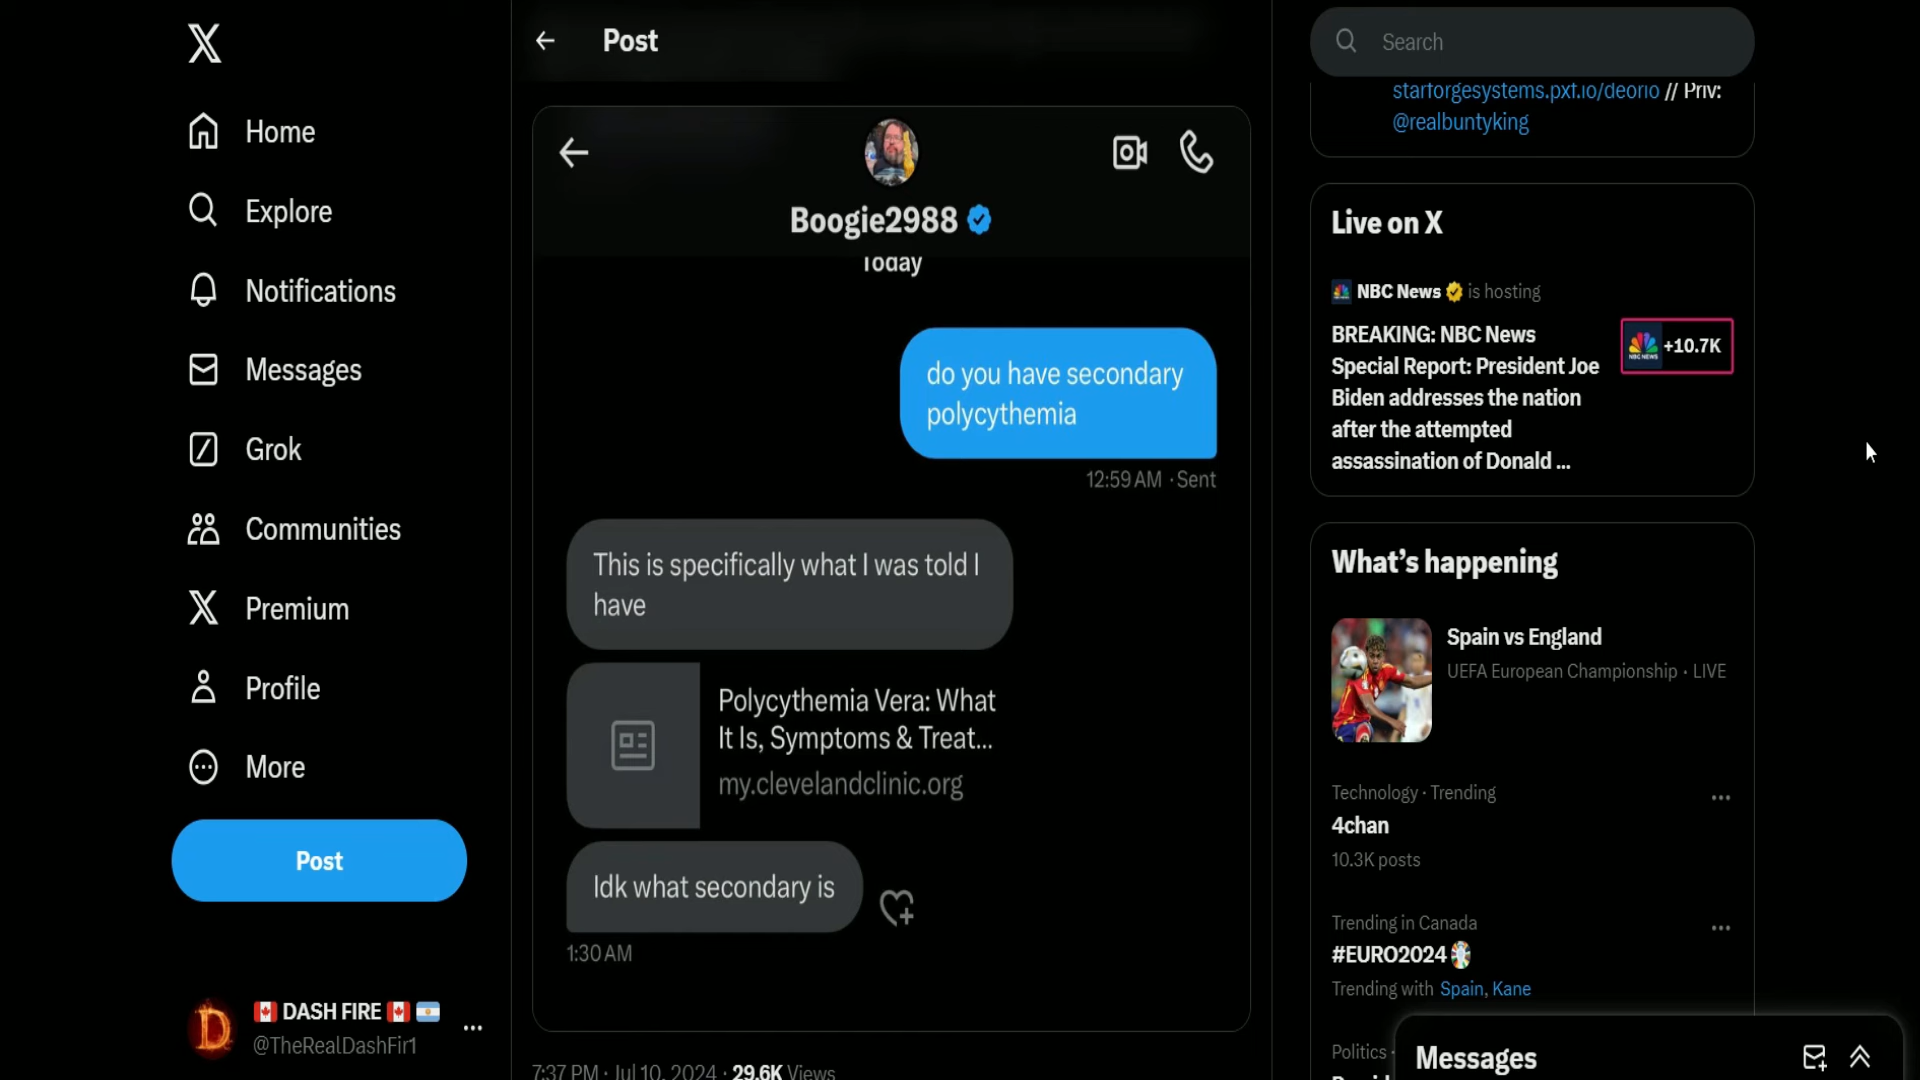 Home
Explore
Notifications
Messages
Grok
Communities
Premium
Profile
More
Post
DASH FIRE
@TheRealDashFir1
Post
Boogie2988
Today
do you have secondary
polycythemia
12:59 AM · Sent
This is specifically what I was told I
have
Polycythemia Vera: What
It Is, Symptoms & Treat...
my.clevelandclinic.org
Idk what secondary is
1:30 AM
7:37 PM · Jul 10, 2024 · 29.6K Views
Search
starforgesystems.pxf.io/deorio // Priv:
@realbuntyking
Live on X
NBC News is hosting
BREAKING: NBC News
Special Report: President Joe
Biden addresses the nation
after the attempted
assassination of Donald ...
NBC NEWS
+10.7K
What's happening
Spain vs England
UEFA European Championship · LIVE
Technology · Trending
4chan
10.3K posts
Trending in Canada
#EURO2024
Trending with Spain, Kane
Politics ·
Messages